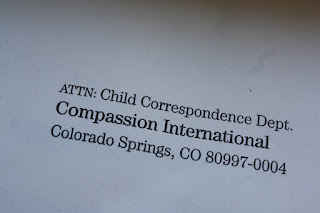 ATTN: Child Correspondence Dept.
Compassion International
Colorado Springs, CO 80997-0004